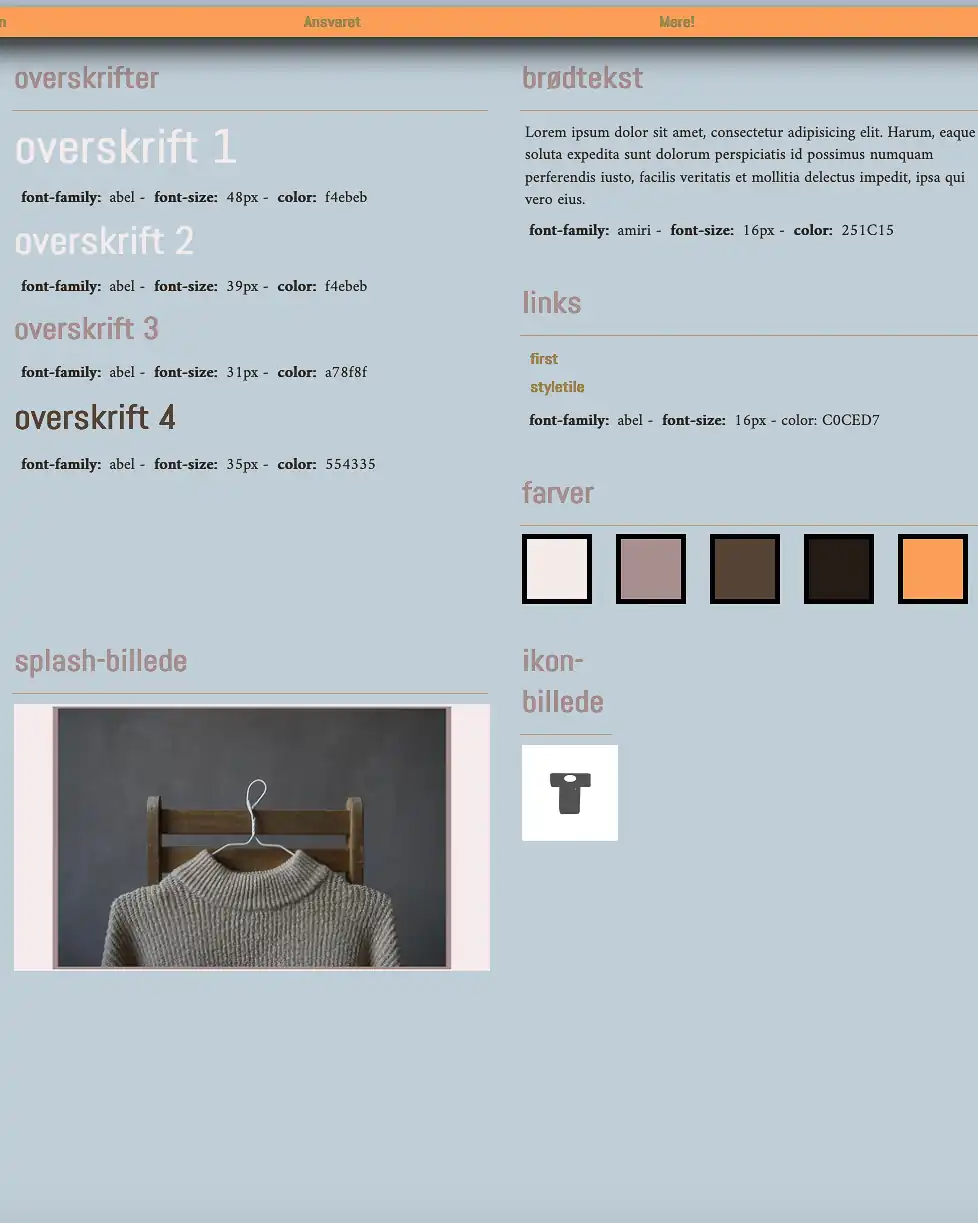 n
Ansvaret
Mere!
overskrifter
overskrift 1
font-family: abel - font-size: 48px - color: f4ebeb
overskrift 2
font-family: abel - font-size: 39px - color: f4ebeb
overskrift 3
font-family: abel - font-size: 31px - color: a78f8f
overskrift 4
font-family: abel - font-size: 35px - color: 554335
brødtekst
Lorem ipsum dolor sit amet, consectetur adipisicing elit. Harum, eaque
soluta expedita sunt dolorum perspiciatis id possimus numquam
perferendis iusto, facilis veritatis et mollitia delectus impedit, ipsa qui
vero eius.
font-family: amiri - font-size: 16px - color: 251C15
links
first
styletile
font-family: abel - font-size: 16px - color: C0CED7
farver
splash-billede
ikon-
billede